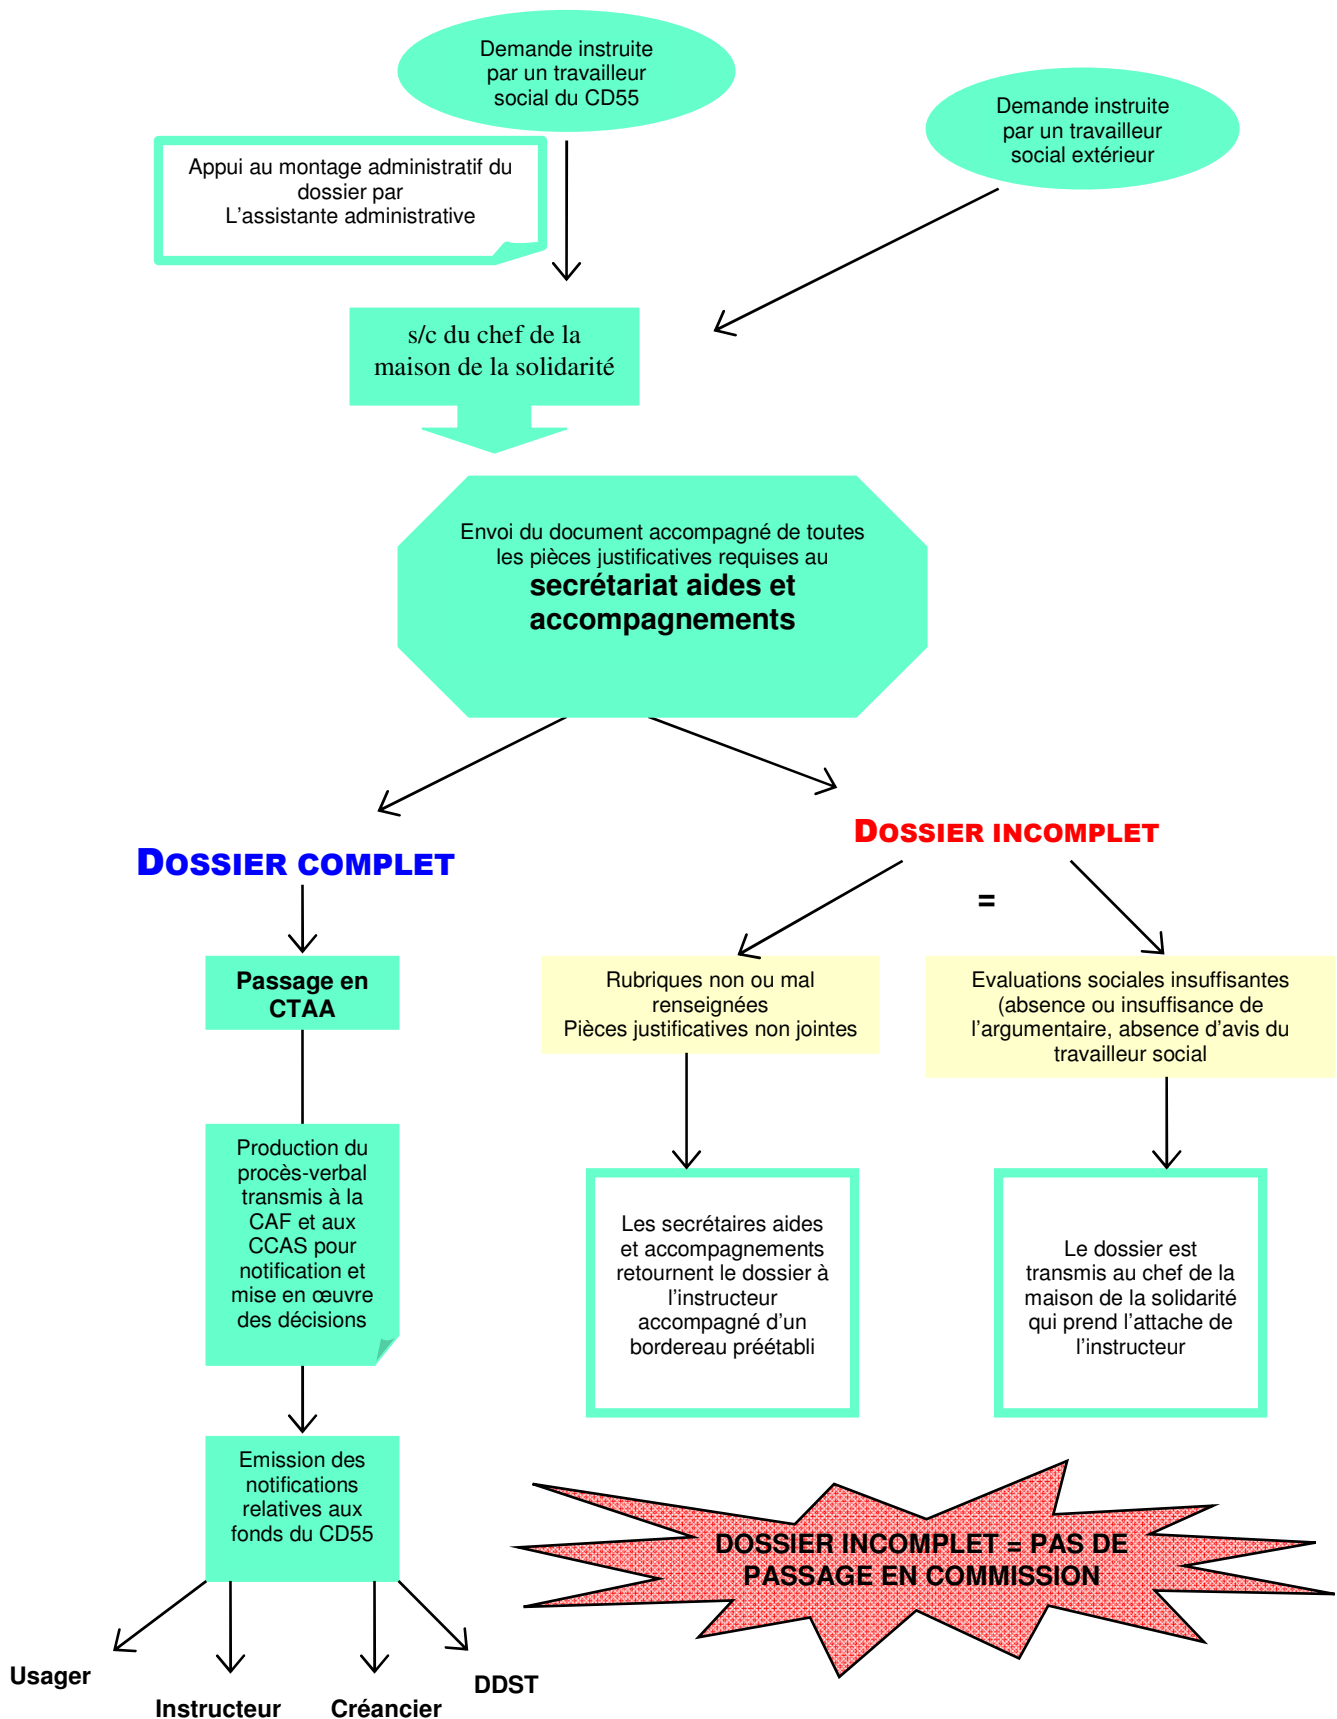 Demande instruite
par un travailleur
social du CD55
Demande instruite
par un travailleur
social extérieur
Appui au montage administratif du
dossier par
L'assistante administrative
s/c du chef de la
maison de la solidarité
Envoi du document accompagné de toutes
les pièces justificatives requises au
secrétariat aides et
accompagnements
DOSSIER COMPLET
DOSSIER INCOMPLET
=
Passage en
CTAA
Rubriques non ou mal
renseignées
Pièces justificatives non jointes
Evaluations sociales insuffisantes
(absence ou insuffisance de
l'argumentaire, absence d'avis du
travailleur social
Production du
procès-verbal
transmis à la
CAF et aux
CCAS pour
notification et
mise en œuvre
des décisions
Les secrétaires aides
et accompagnements
retournent le dossier à
l'instructeur
accompagné d'un
bordereau préétabli
Le dossier est
transmis au chef de la
maison de la solidarité
qui prend l'attache de
l'instructeur
Emission des
notifications
relatives aux
fonds du CD55
DOSSIER INCOMPLET = PAS DE
PASSAGE EN COMMISSION
Usager
Instructeur
Créancier
DDST